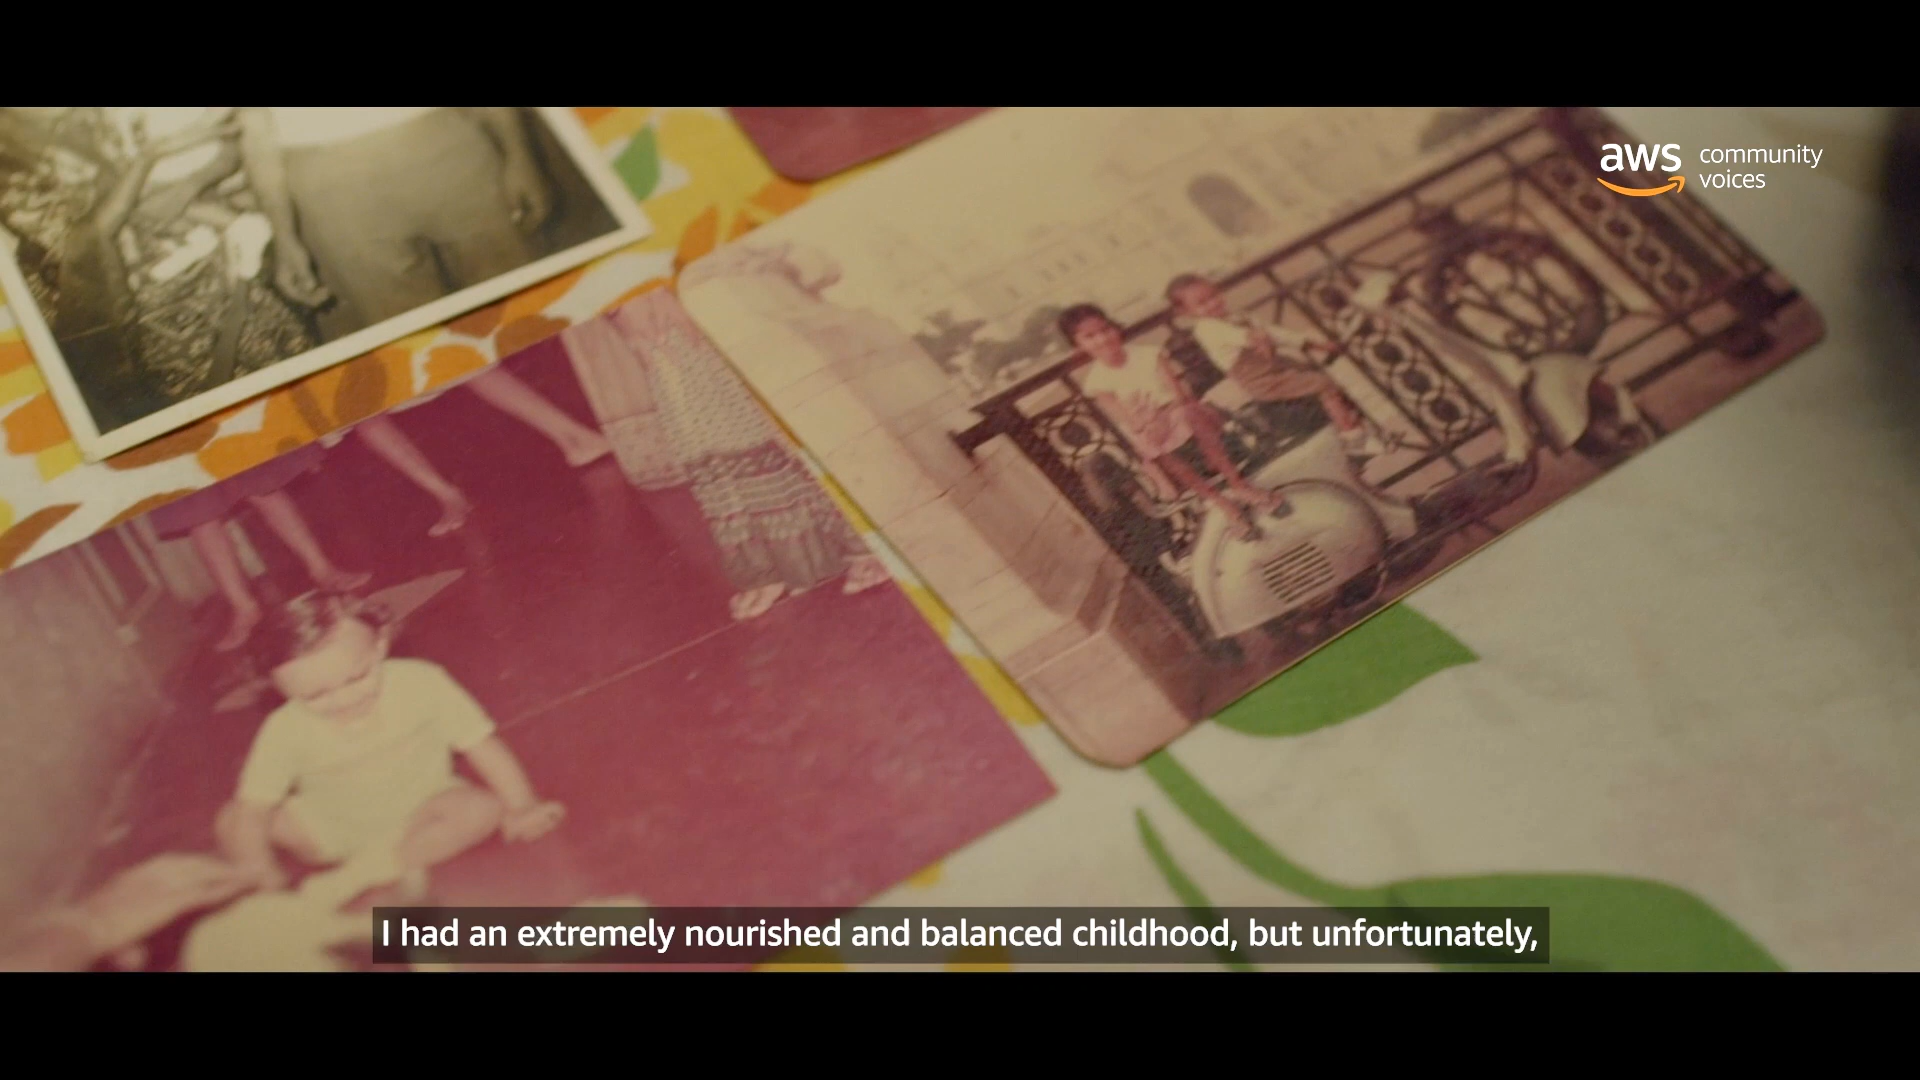 aws community
voices
I had an extremely nourished and balanced childhood, but unfortunately,